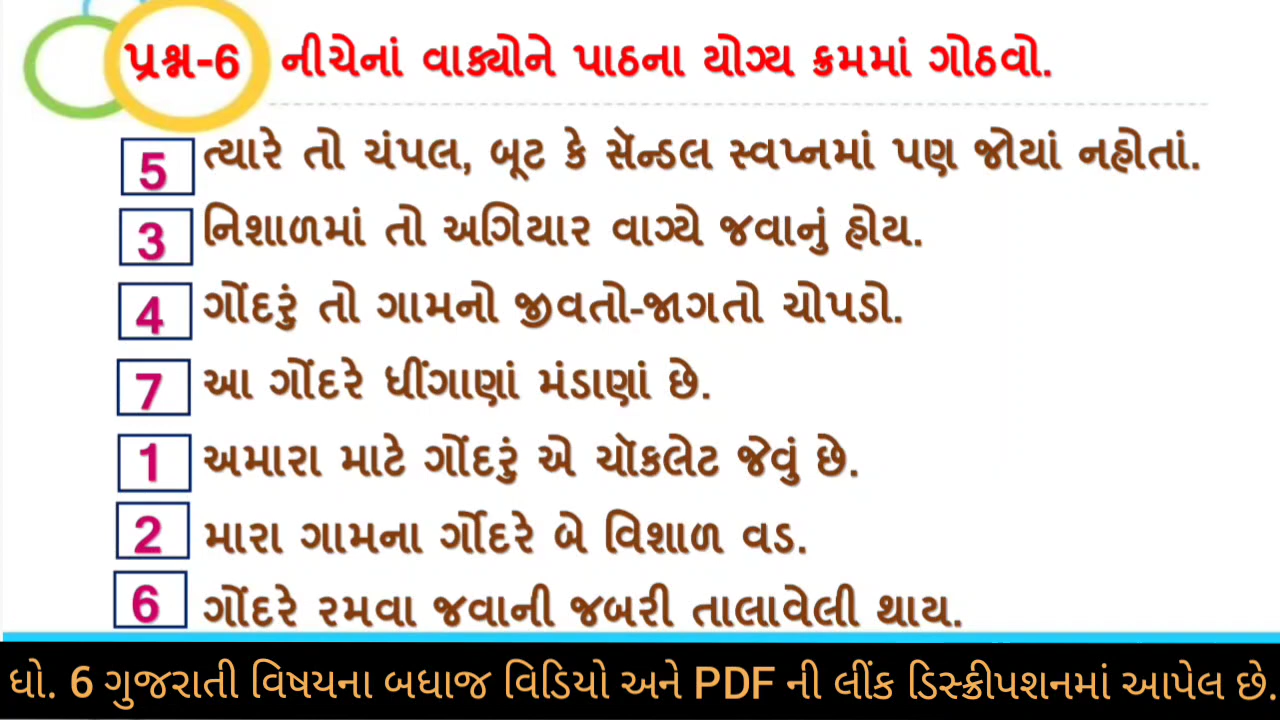 પ્રશ્ન-6 નીચેનાં વાક્યોને પાઠના યોગ્ય ક્રમમાં ગોઠવો.
5 ત્યારે તો ચંપલ, બૂટ કે સૅન્ડલ સ્વપ્નમાં પણ જોયાં નહોતાં.
3 નિશાળમાં તો અગિયાર વાગ્યે જવાનું હોય.
4 ગોંદરું તો ગામનો જીવતો-જાગતો ચોપડો.
7 આ ગોંદરે ધીંગાણાં મંડાણાં છે.
1 અમારા માટે ગોંદરું એ ચૉકલેટ જેવું છે.
2 મારા ગામના ર્ગોદરે બે વિશાળ વડ.
6 ગોંદરે રમવા જવાની જબરી તાલાવેલી થાય.
ધો. 6 ગુજરાતી વિષયના બધાજ વિડિયો અને PDF ની લીંક ડિસ્ક્રીપશનમાં આપેલ છે.